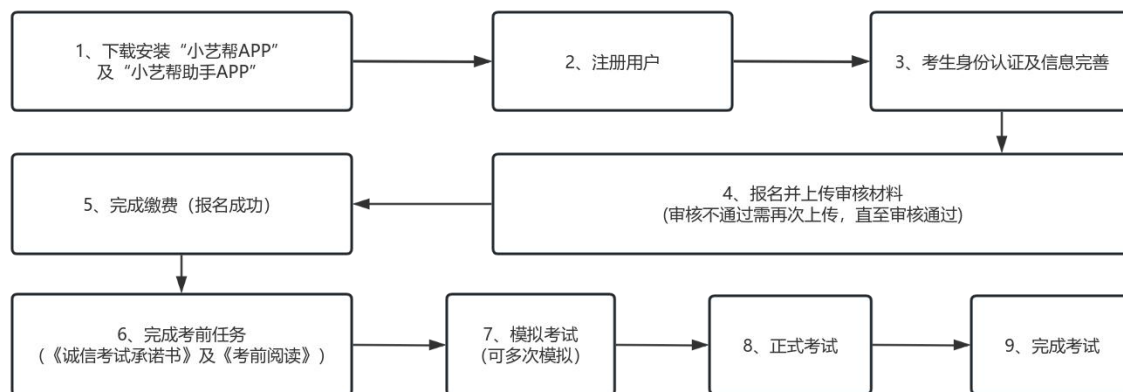 1、下载安装“小艺帮APP”
及“小艺帮助手APP”
2、注册用户
3、考生身份认证及信息完善
4、报名并上传审核材料
(审核不通过需再次上传，直至审核通过)
5、完成缴费（报名成功）
6、完成考前任务
（《诚信考试承诺书》及《考前阅读》）
7、模拟考试
（可多次模拟）
8、正式考试
9、完成考试